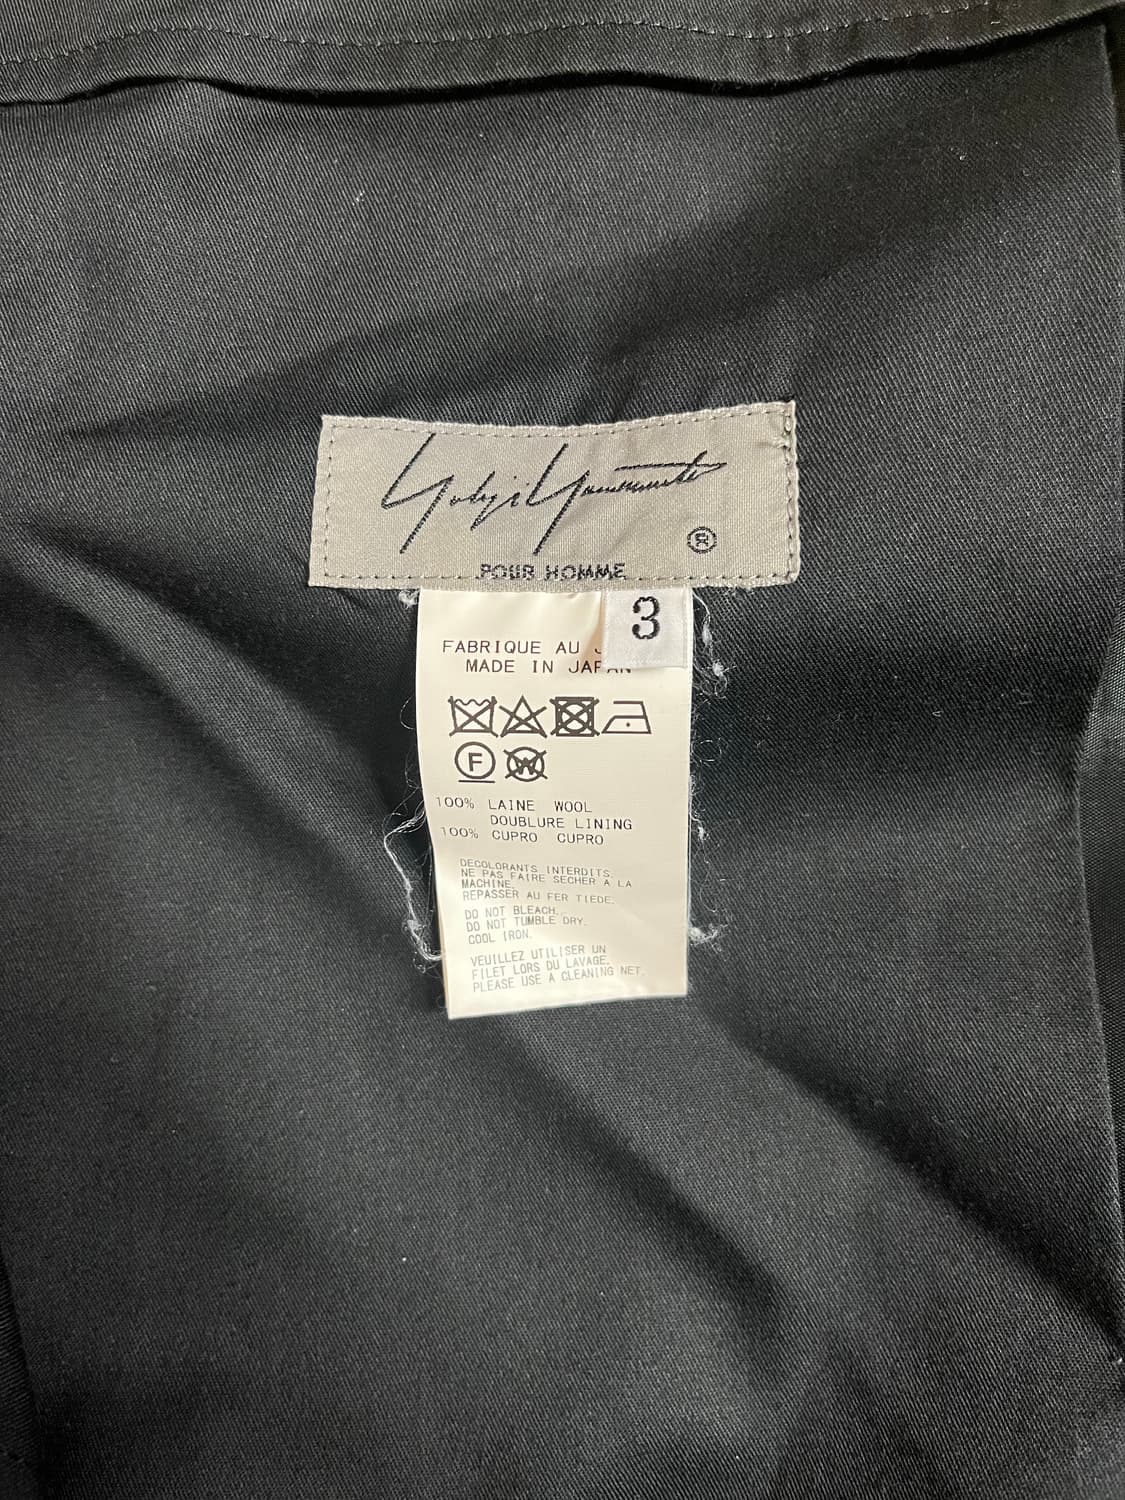 Yohji Yamamoto
®
POUR HOMME
3
FABRIQUE AU J
MADE IN JAPAN
F
W
100% LAINE WOOL
DOUBLURE LINING
100% CUPRO CUPRO
DECOLORANTS INTERDITS.
NE PAS FAIRE SECHER A LA
MACHINE.
REPASSER AU FER TIEDE.
DO NOT BLEACH.
DO NOT TUMBLE DRY.
COOL IRON.
VEUILLEZ UTILISER UN
FILET LORS DU LAVAGE.
PLEASE USE A CLEANING NET.